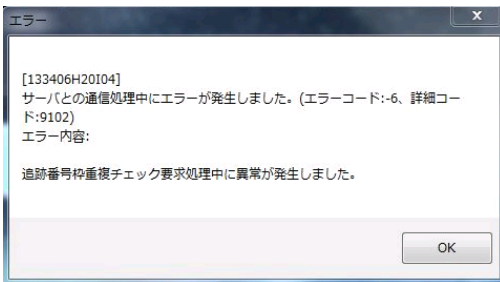 エラー
x
[133406H20I04]
サーバとの通信処理中にエラーが発生しました。(エラーコード:-6、詳細コー
ド:9102)
エラー内容:
追跡番号枠重複チェック要求処理中に異常が発生しました。
OK